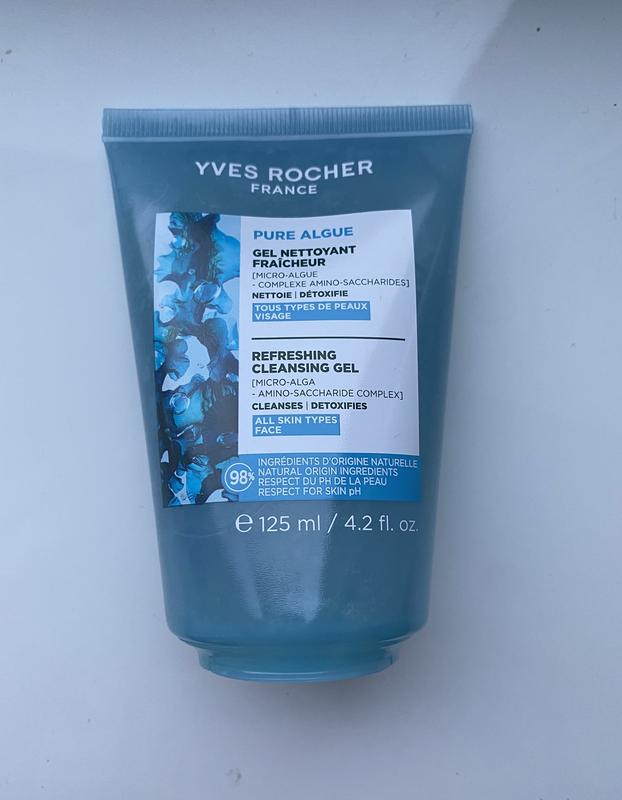 YVES ROCHER
FRANCE
PURE ALGUE
GEL NETTOYANT
FRAÎCHEUR
[MICRO-ALGUE
- COMPLEXE AMINO-SACCHARIDES]
NETTOIE | DÉTOXIFIE
TOUS TYPES DE PEAUX
VISAGE
REFRESHING
CLEANSING GEL
[MICRO-ALGA
- AMINO-SACCHARIDE COMPLEX]
CLEANSES | DETOXIFIES
ALL SKIN TYPES
FACE
98%
INGRÉDIENTS D'ORIGINE NATURELLE
NATURAL ORIGIN INGREDIENTS
RESPECT DU PH DE LA PEAU
RESPECT FOR SKIN pH
℮ 125 ml / 4.2 fl. oz.